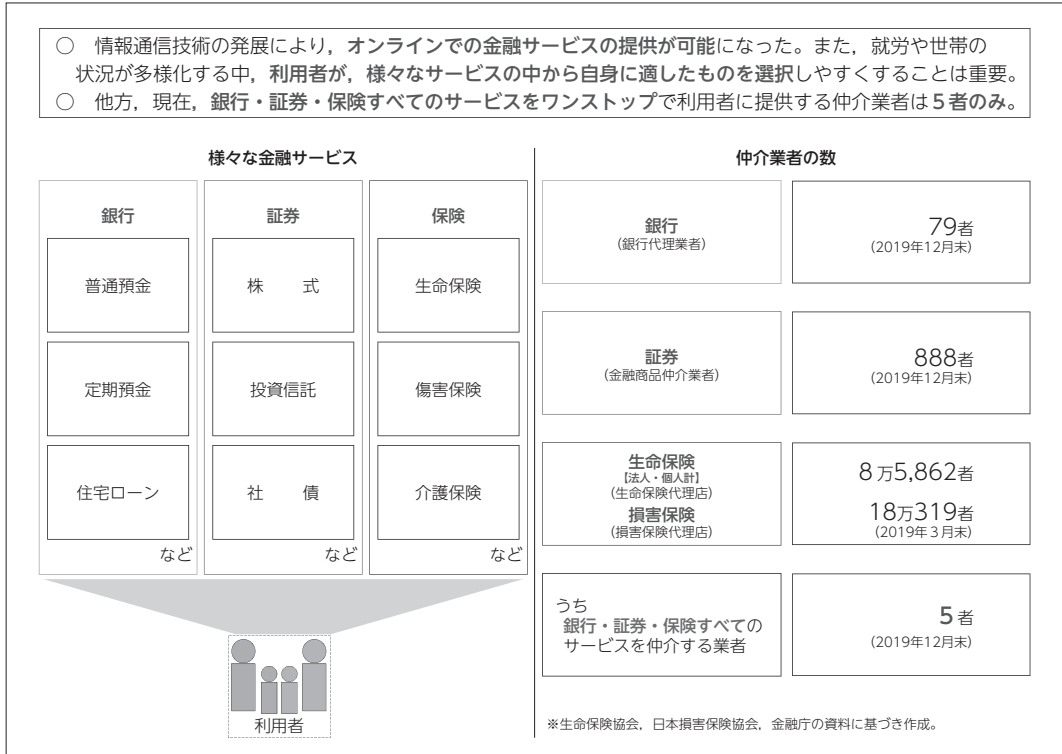 ○ 情報通信技術の発展により，オンラインでの金融サービスの提供が可能になった。また，就労や世帯の
状況が多様化する中，利用者が，様々なサービスの中から自身に適したものを選択しやすくすることは重要。
○ 他方，現在，銀行・証券・保険すべてのサービスをワンストップで利用者に提供する仲介業者は５者のみ。
様々な金融サービス
銀行
普通預金
定期預金
住宅ローン
など
証券
株　式
投資信託
社　債
など
保険
生命保険
傷害保険
介護保険
など
利用者
仲介業者の数
銀行
(銀行代理業者)
79者
(2019年12月末)
証券
(金融商品仲介業者)
888者
(2019年12月末)
生命保険
【法人・個人計】
(生命保険代理店)
8万5,862者
損害保険
(損害保険代理店)
18万319者
(2019年３月末)
うち
銀行・証券・保険すべての
サービスを仲介する業者
5者
(2019年12月末)
※生命保険協会，日本損害保険協会，金融庁の資料に基づき作成。